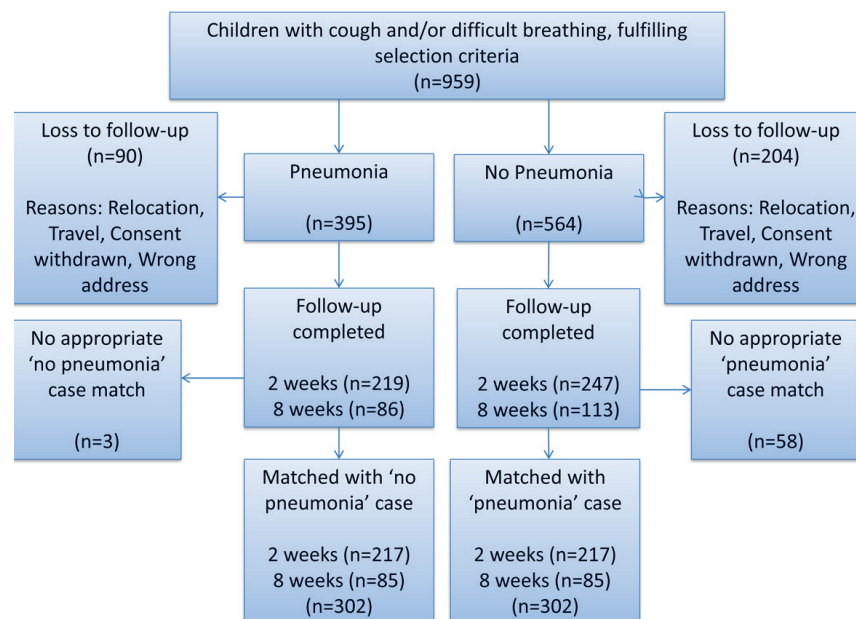 Children with cough and/or difficult breathing, fulfilling
selection criteria
(n=959)
Loss to follow-up
(n=90)
Reasons: Relocation,
Travel, Consent
withdrawn, Wrong
address
Pneumonia
(n=395)
No Pneumonia
(n=564)
Loss to follow-up
(n=204)
Reasons: Relocation,
Travel, Consent
withdrawn, Wrong
address
No appropriate
‘no pneumonia’
case match
(n=3)
Follow-up
completed
2 weeks (n=219)
8 weeks (n=86)
Follow-up
completed
2 weeks (n=247)
8 weeks (n=113)
No appropriate
‘pneumonia’
case match
(n=58)
Matched with ‘no
pneumonia’ case
2 weeks (n=217)
8 weeks (n=85)
(n=302)
Matched with
‘pneumonia’ case
2 weeks (n=217)
8 weeks (n=85)
(n=302)